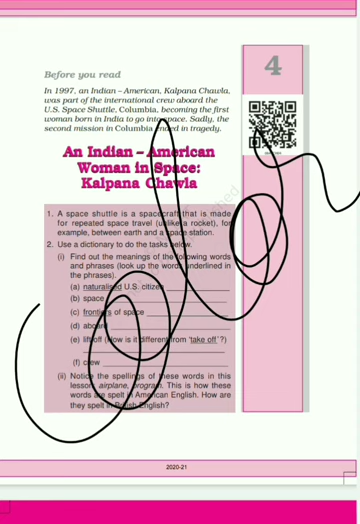 4
Before you read
In 1997, an Indian – American, Kalpana Chawla,
was part of the international crew aboard the
U.S. Space Shuttle, Columbia, becoming the first
woman born in India to go into space. Sadly, the
second mission in Columbia ended in tragedy.
An Indian – American
Woman in Space:
Kalpana Chawla
1. A space shuttle is a spacecraft that is made
for repeated space travel (unlike a rocket), for
example, between earth and a space station.
2. Use a dictionary to do the tasks below.
(i) Find out the meanings of the following words
and phrases (look up the words underlined in
the phrases).
(a) naturalised U.S. citizen
(b) space
(c) frontiers of space
(d) aboard
(e) lift off (How is it different from 'take off'?)
(f) crew
(ii) Notice the spellings of these words in this
lesson: airplane, program. This is how these
words are spelt in American English. How are
they spelt in British English?
2020-21